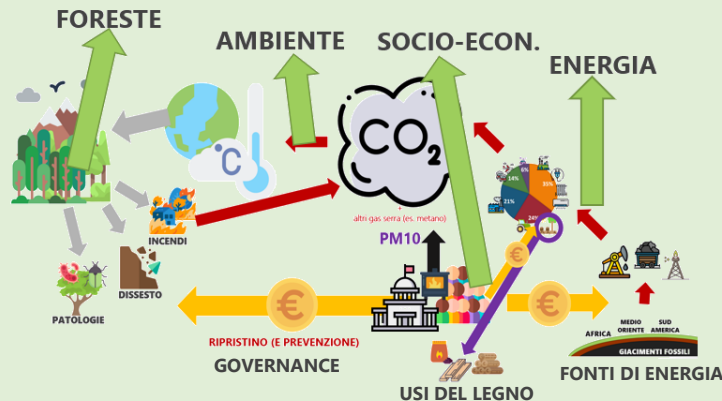 FORESTE
AMBIENTE
SOCIO-ECON.
ENERGIA
°C
CO2
altri gas serra (es. metano)
PM10
6%
14%
35%
21%
24%
INCENDI
DISSESTO
PATOLOGIE
€
€
€
RIPRISTINO (E PREVENZIONE)
GOVERNANCE
USI DEL LEGNO
AFRICA
MEDIO
ORIENTE
SUD
AMERICA
GIACIMENTI FOSSILI
FONTI DI ENERGIA